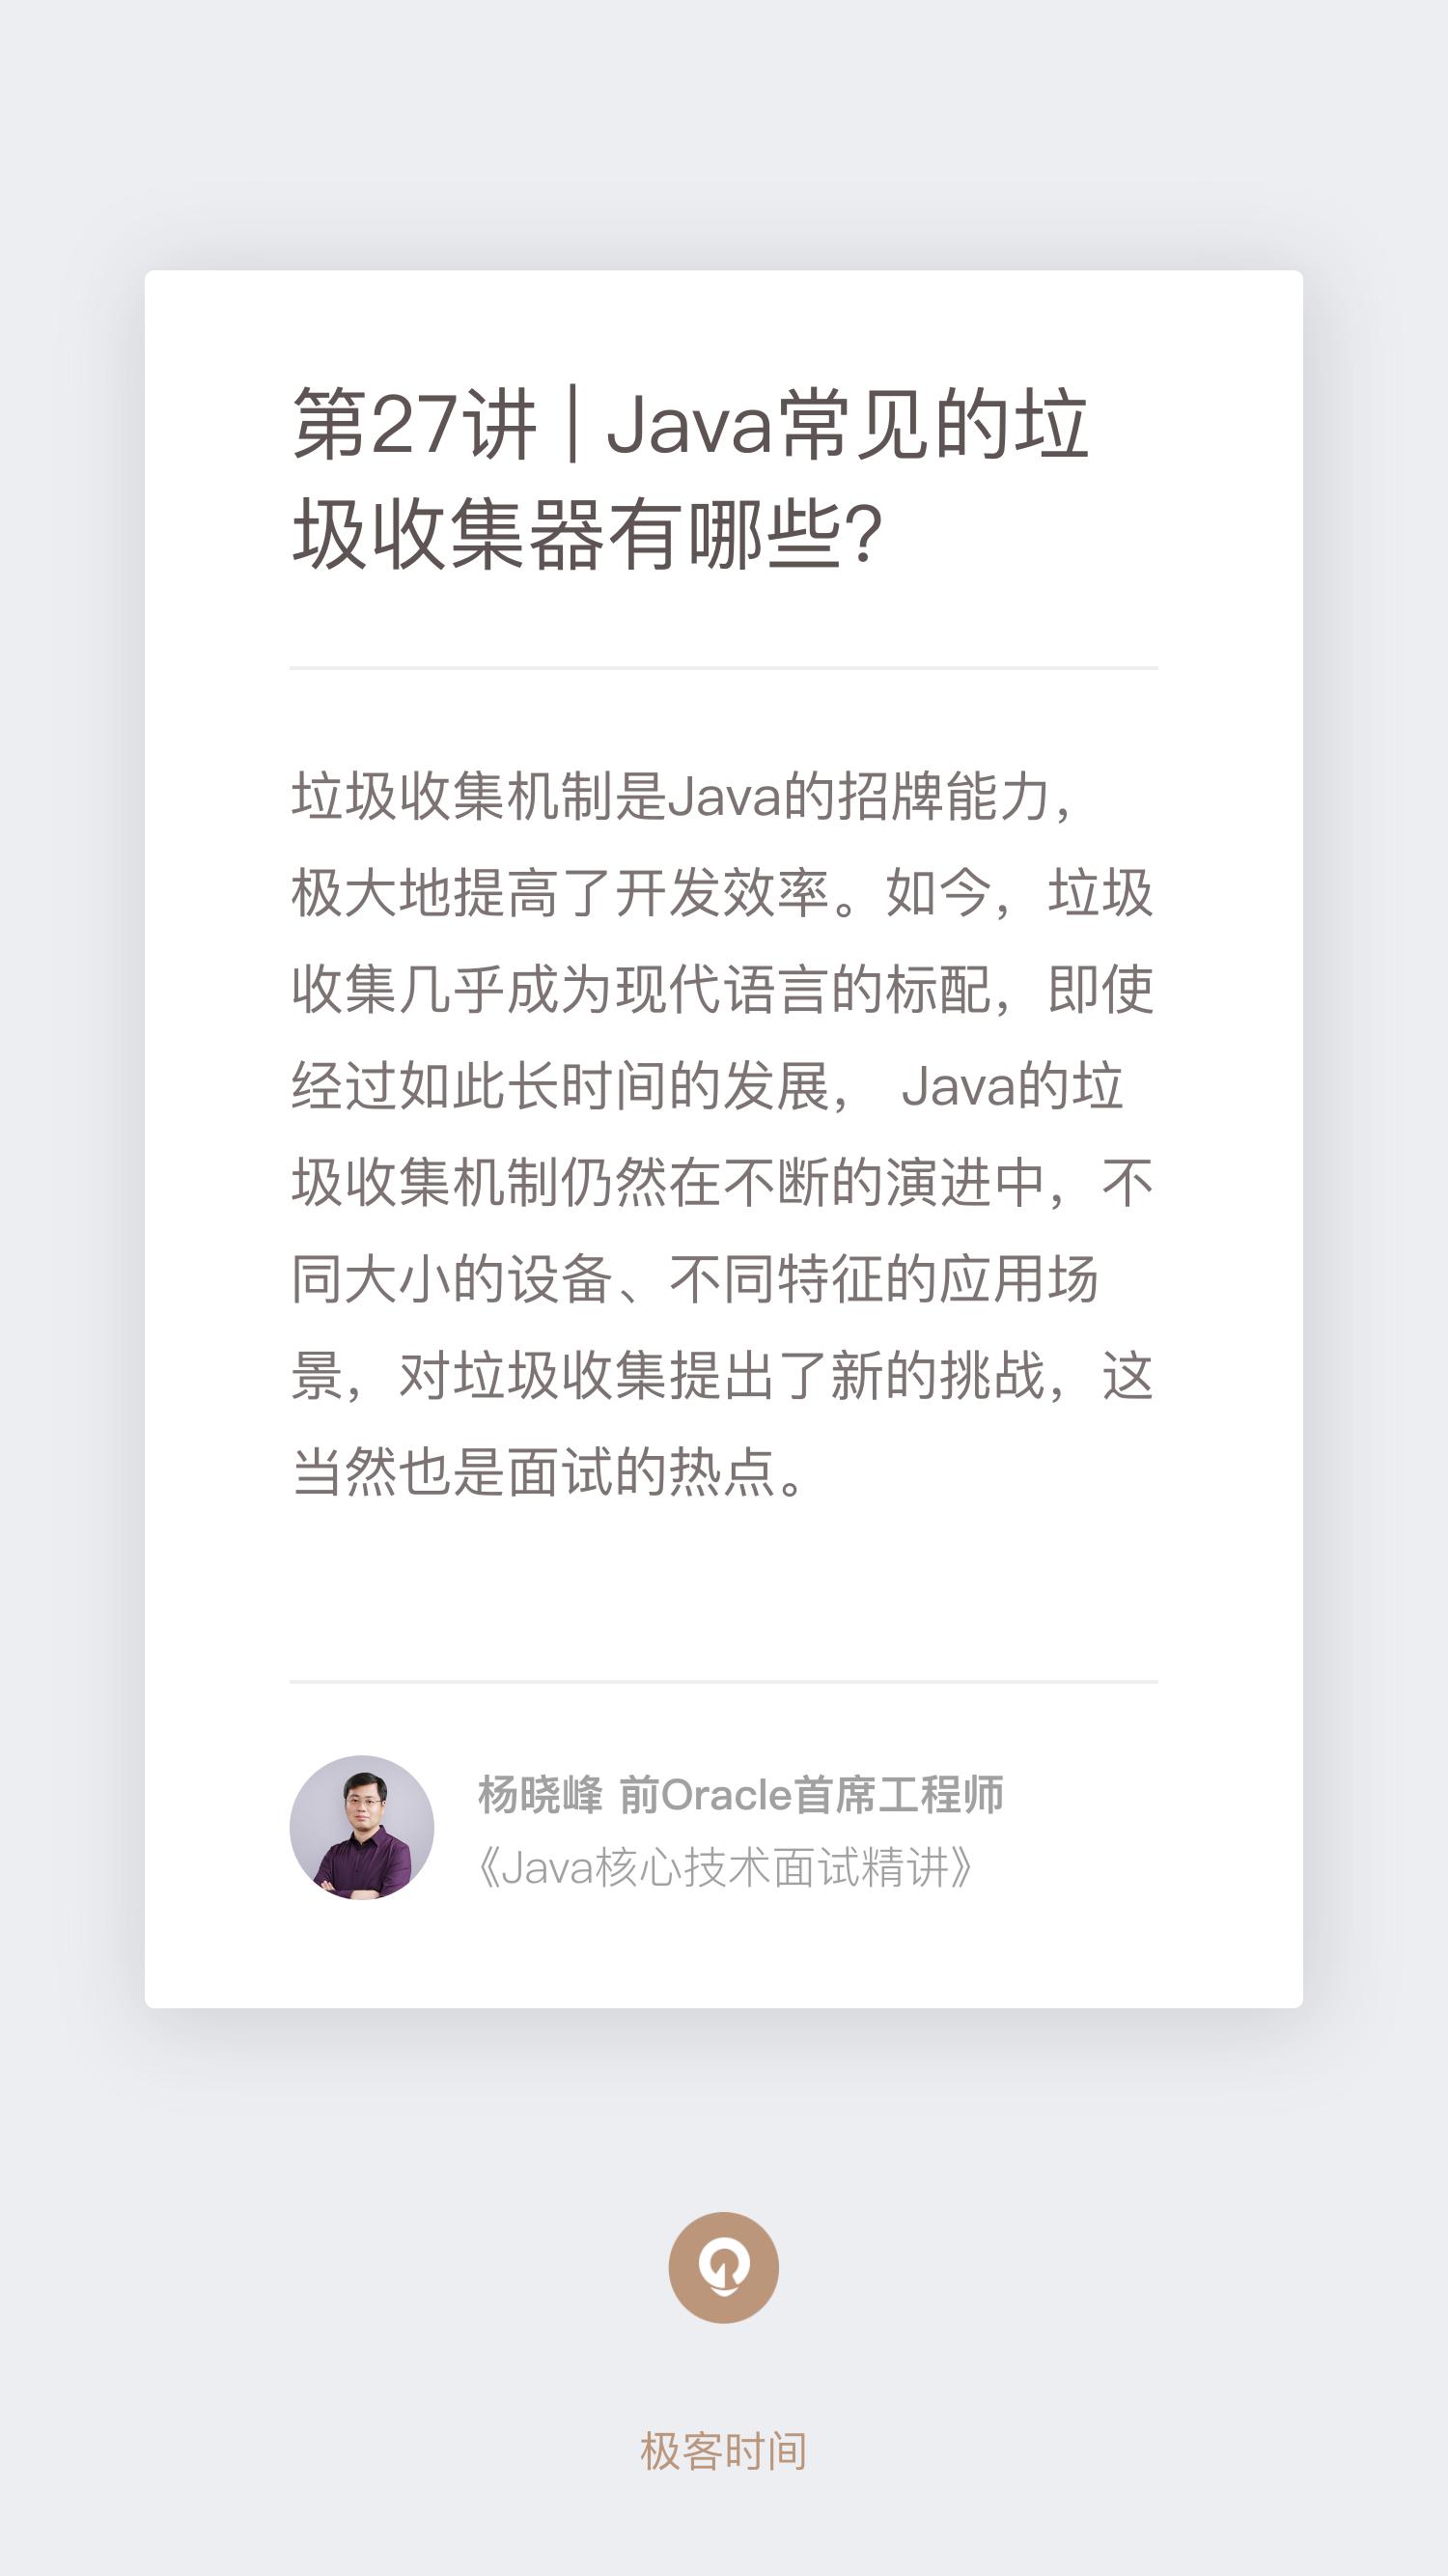 第27讲 | Java常见的垃
圾收集器有哪些?
垃圾收集机制是Java的招牌能力，
极大地提高了开发效率。如今，垃圾
收集几乎成为现代语言的标配，即使
经过如此长时间的发展， Java的垃
圾收集机制仍然在不断的演进中，不
同大小的设备、不同特征的应用场
景，对垃圾收集提出了新的挑战，这
当然也是面试的热点。
杨晓峰 前Oracle首席工程师
《Java核心技术面试精讲》
极客时间